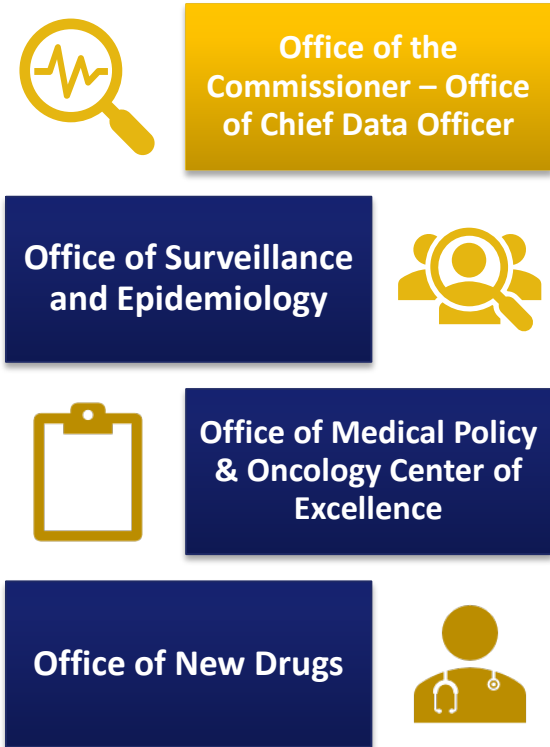 Office of the
Commissioner – Office
of Chief Data Officer
Office of Surveillance
and Epidemiology
Office of Medical Policy
& Oncology Center of
Excellence
Office of New Drugs